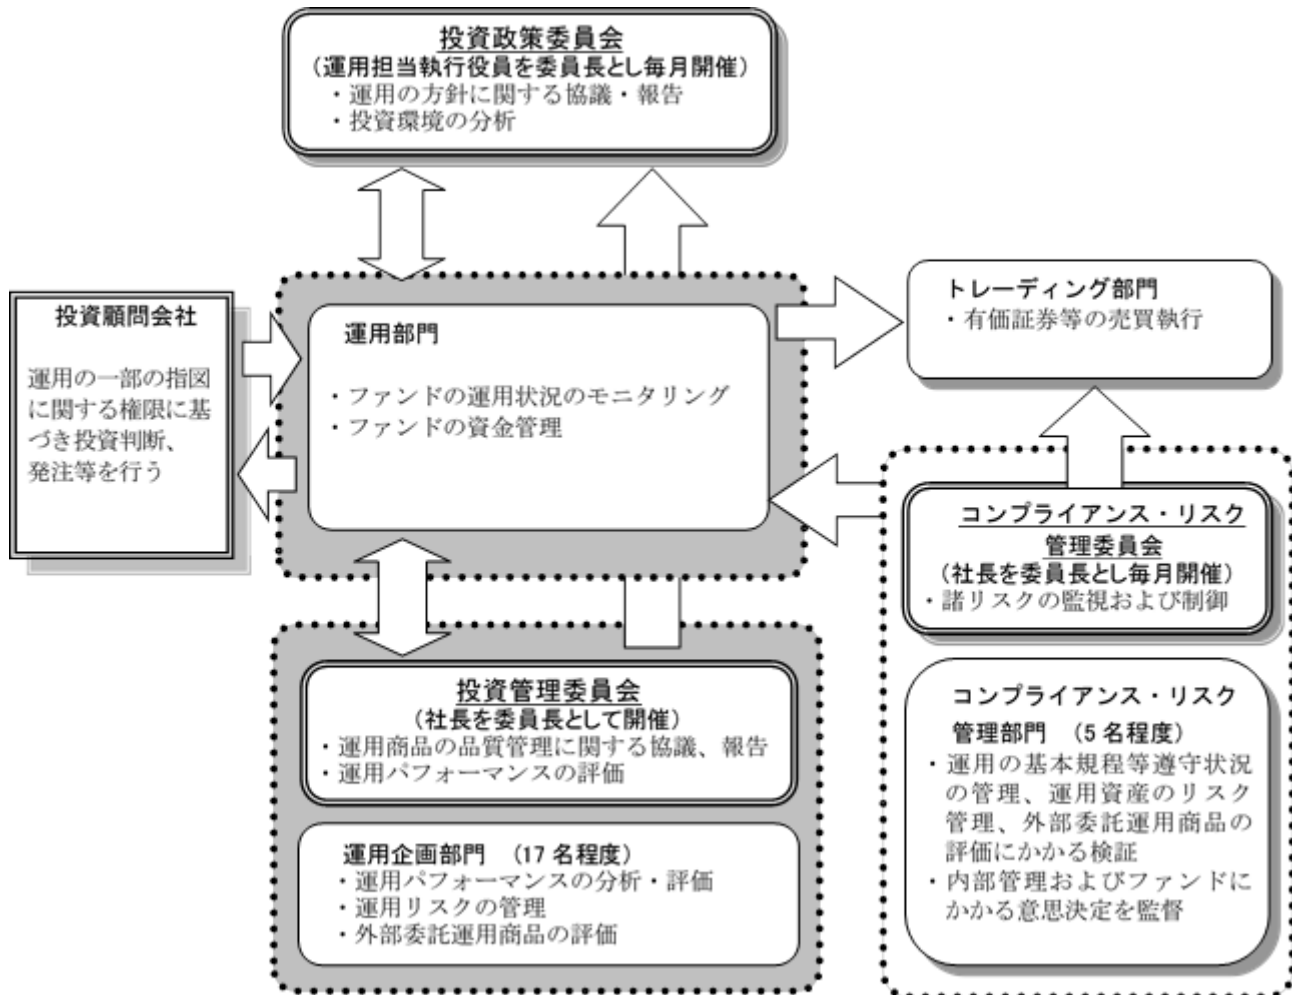 投資政策委員会
（運用担当執行役員を委員長とし毎月開催）
・運用の方針に関する協議・報告
・投資環境の分析
投資顧問会社
運用の一部の指図
に関する権限に基
づき投資判断、
発注等を行う
運用部門
・ファンドの運用状況のモニタリング
・ファンドの資金管理
トレーディング部門
・有価証券等の売買執行
コンプライアンス・リスク
管理委員会
（社長を委員長とし毎月開催）
・諸リスクの監視および制御
コンプライアンス・リスク
管理部門　（5 名程度）
・運用の基本規程等遵守状況
の管理、運用資産のリスク
管理、外部委託運用商品の
評価にかかる検証
・内部管理およびファンドに
かかる意思決定を監督
投資管理委員会
（社長を委員長として開催）
・運用商品の品質管理に関する協議、報告
・運用パフォーマンスの評価
運用企画部門　（17 名程度）
・運用パフォーマンスの分析・評価
・運用リスクの管理
・外部委託運用商品の評価